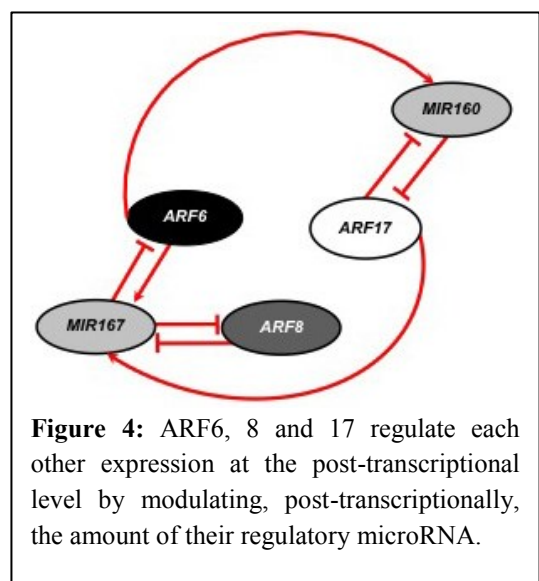 MIR160
ARF6
ARF17
MIR167
ARF8
Figure 4: ARF6, 8 and 17 regulate each
other expression at the post-transcriptional
level by modulating, post-transcriptionally,
the amount of their regulatory microRNA.